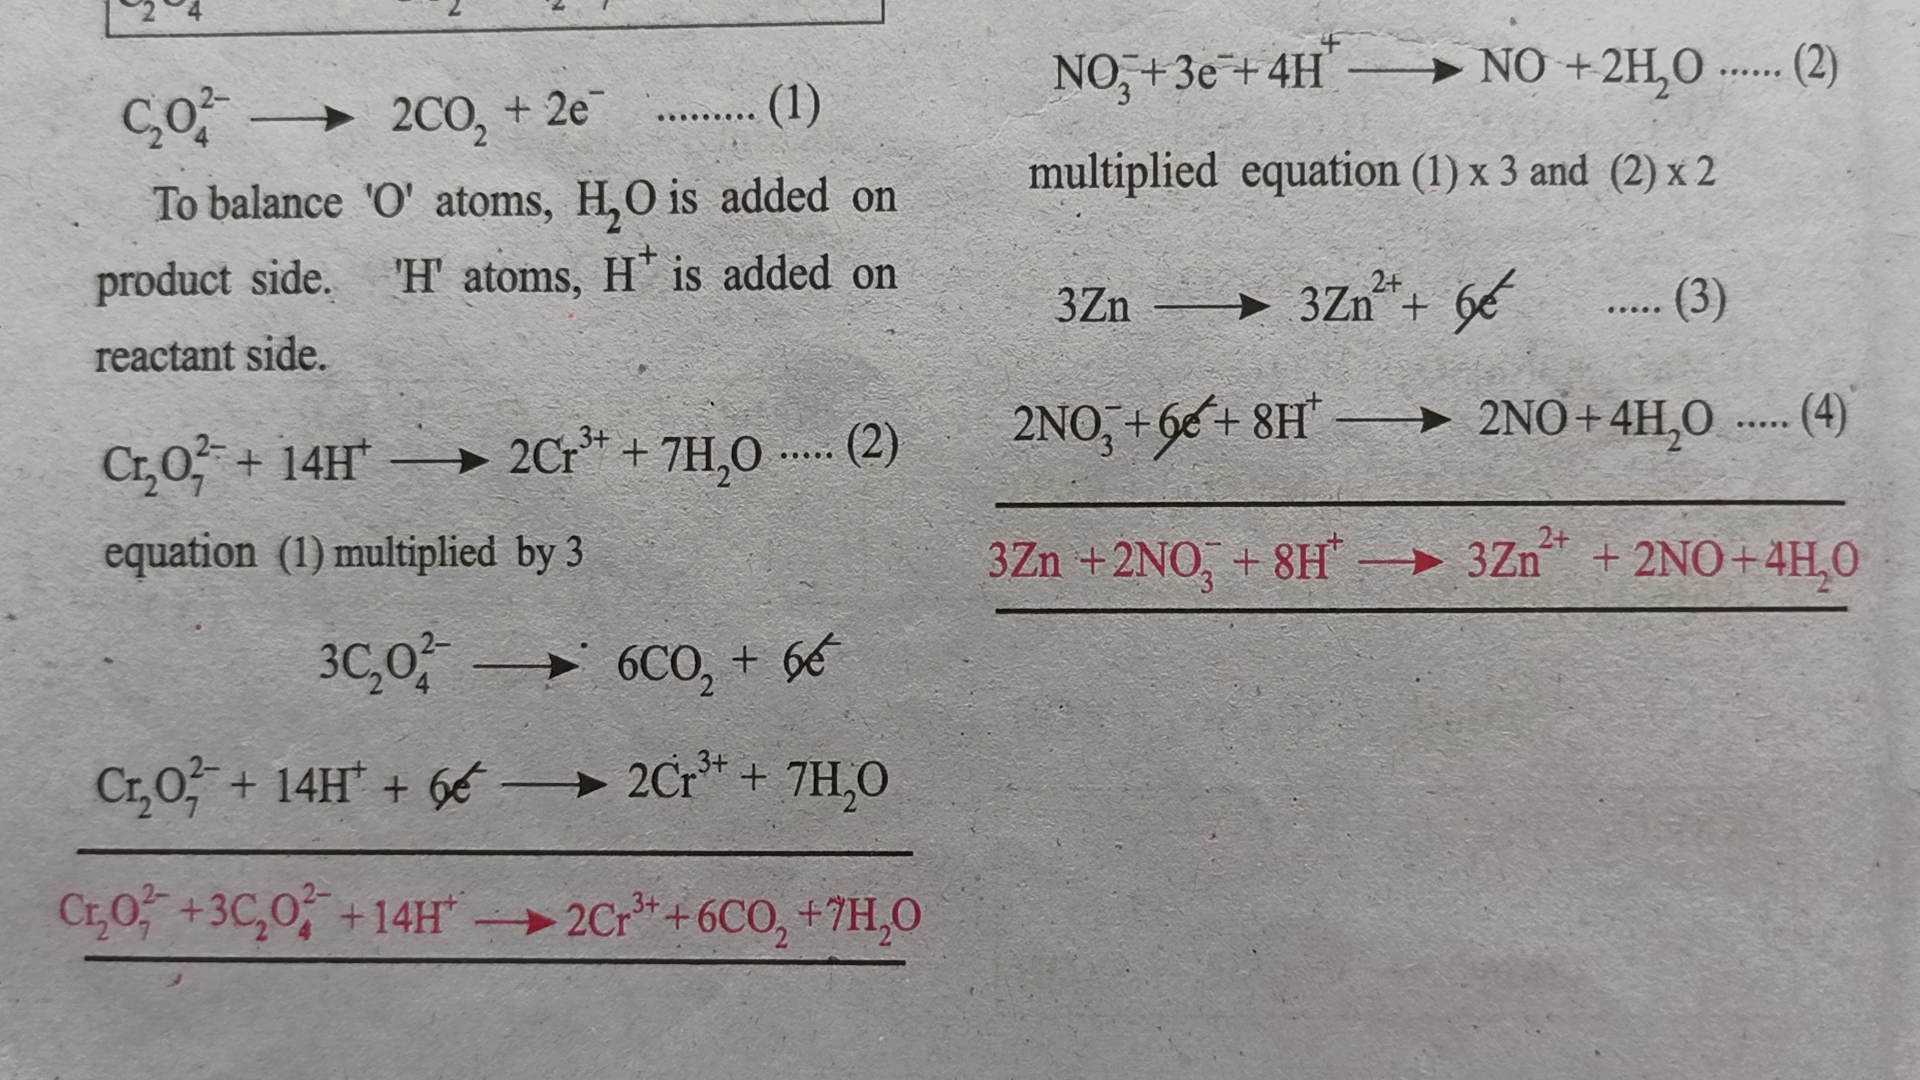 C₂O₄²⁻ ⟶ 2CO₂ + 2e⁻ .......... (1)
To balance 'O' atoms, H₂O is added on
product side. 'H' atoms, H⁺ is added on
reactant side.
Cr₂O₇²⁻ + 14H⁺ ⟶ 2Cr³⁺ + 7H₂O ..... (2)
equation (1) multiplied by 3
3C₂O₄²⁻ ⟶ 6CO₂ + 6e⁻
Cr₂O₇²⁻ + 14H⁺ + 6e⁻ ⟶ 2Cr³⁺ + 7H₂O
Cr₂O₇²⁻ + 3C₂O₄²⁻ + 14H⁺ ⟶ 2Cr³⁺ + 6CO₂ + 7H₂O
NO₃⁻ + 3e⁻ + 4H⁺ ⟶ NO + 2H₂O ...... (2)
multiplied equation (1) x 3 and (2) x 2
3Zn ⟶ 3Zn²⁺ + 6e⁻ ..... (3)
2NO₃⁻ + 6e⁻ + 8H⁺ ⟶ 2NO + 4H₂O ..... (4)
3Zn + 2NO₃⁻ + 8H⁺ ⟶ 3Zn²⁺ + 2NO + 4H₂O